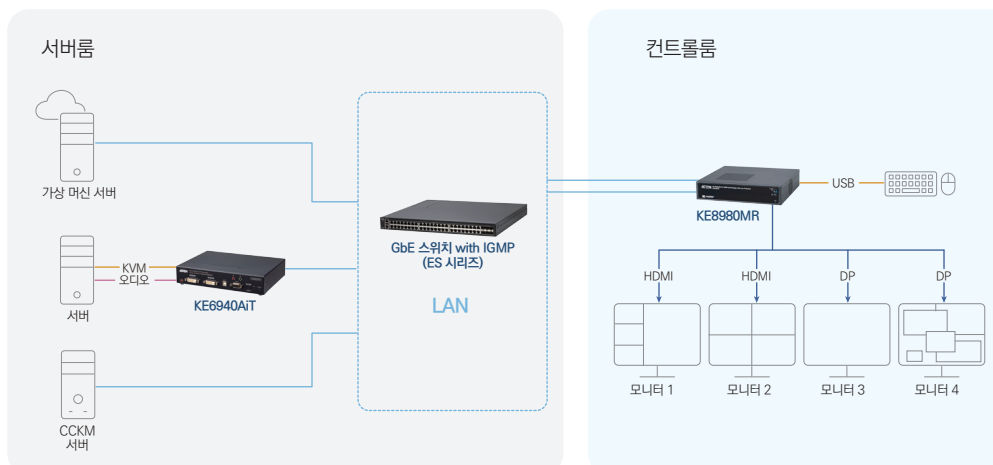 서버룸
컨트롤룸
가상 머신 서버
KVM
오디오
서버
KE6940AiT
CCKM
서버
GbE 스위치 with IGMP
(ES 시리즈)
LAN
KE8980MR
USB
HDMI
HDMI
DP
DP
모니터 1
모니터 2
모니터 3
모니터 4